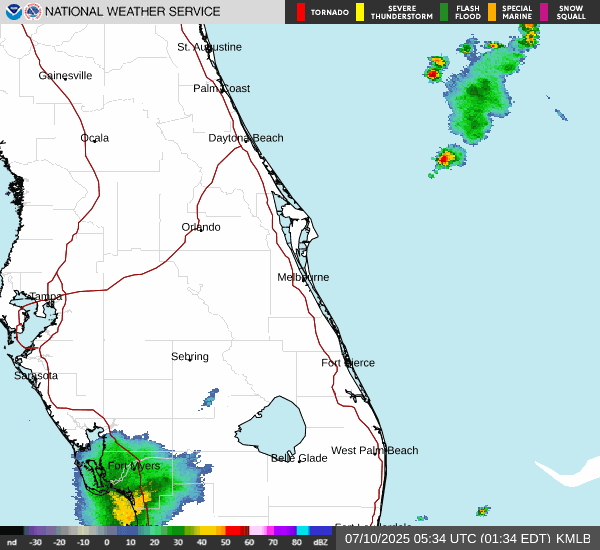 NATIONAL WEATHER SERVICE
TORNADO
SEVERE THUNDERSTORM
FLASH FLOOD
SPECIAL MARINE
SNOW SQUALL
St. Augustine
Gainesville
Palm Coast
Ocala
Daytona Beach
Orlando
Melbourne
Tampa
Sebring
Fort Pierce
Sarasota
West Palm Beach
Belle Glade
Fort Myers
Fort Lauderdale
nd -30 -20 -10 0 10 20 30 40 50 60 70 80 dBZ
07/10/2025 05:34 UTC (01:34 EDT) KMLB